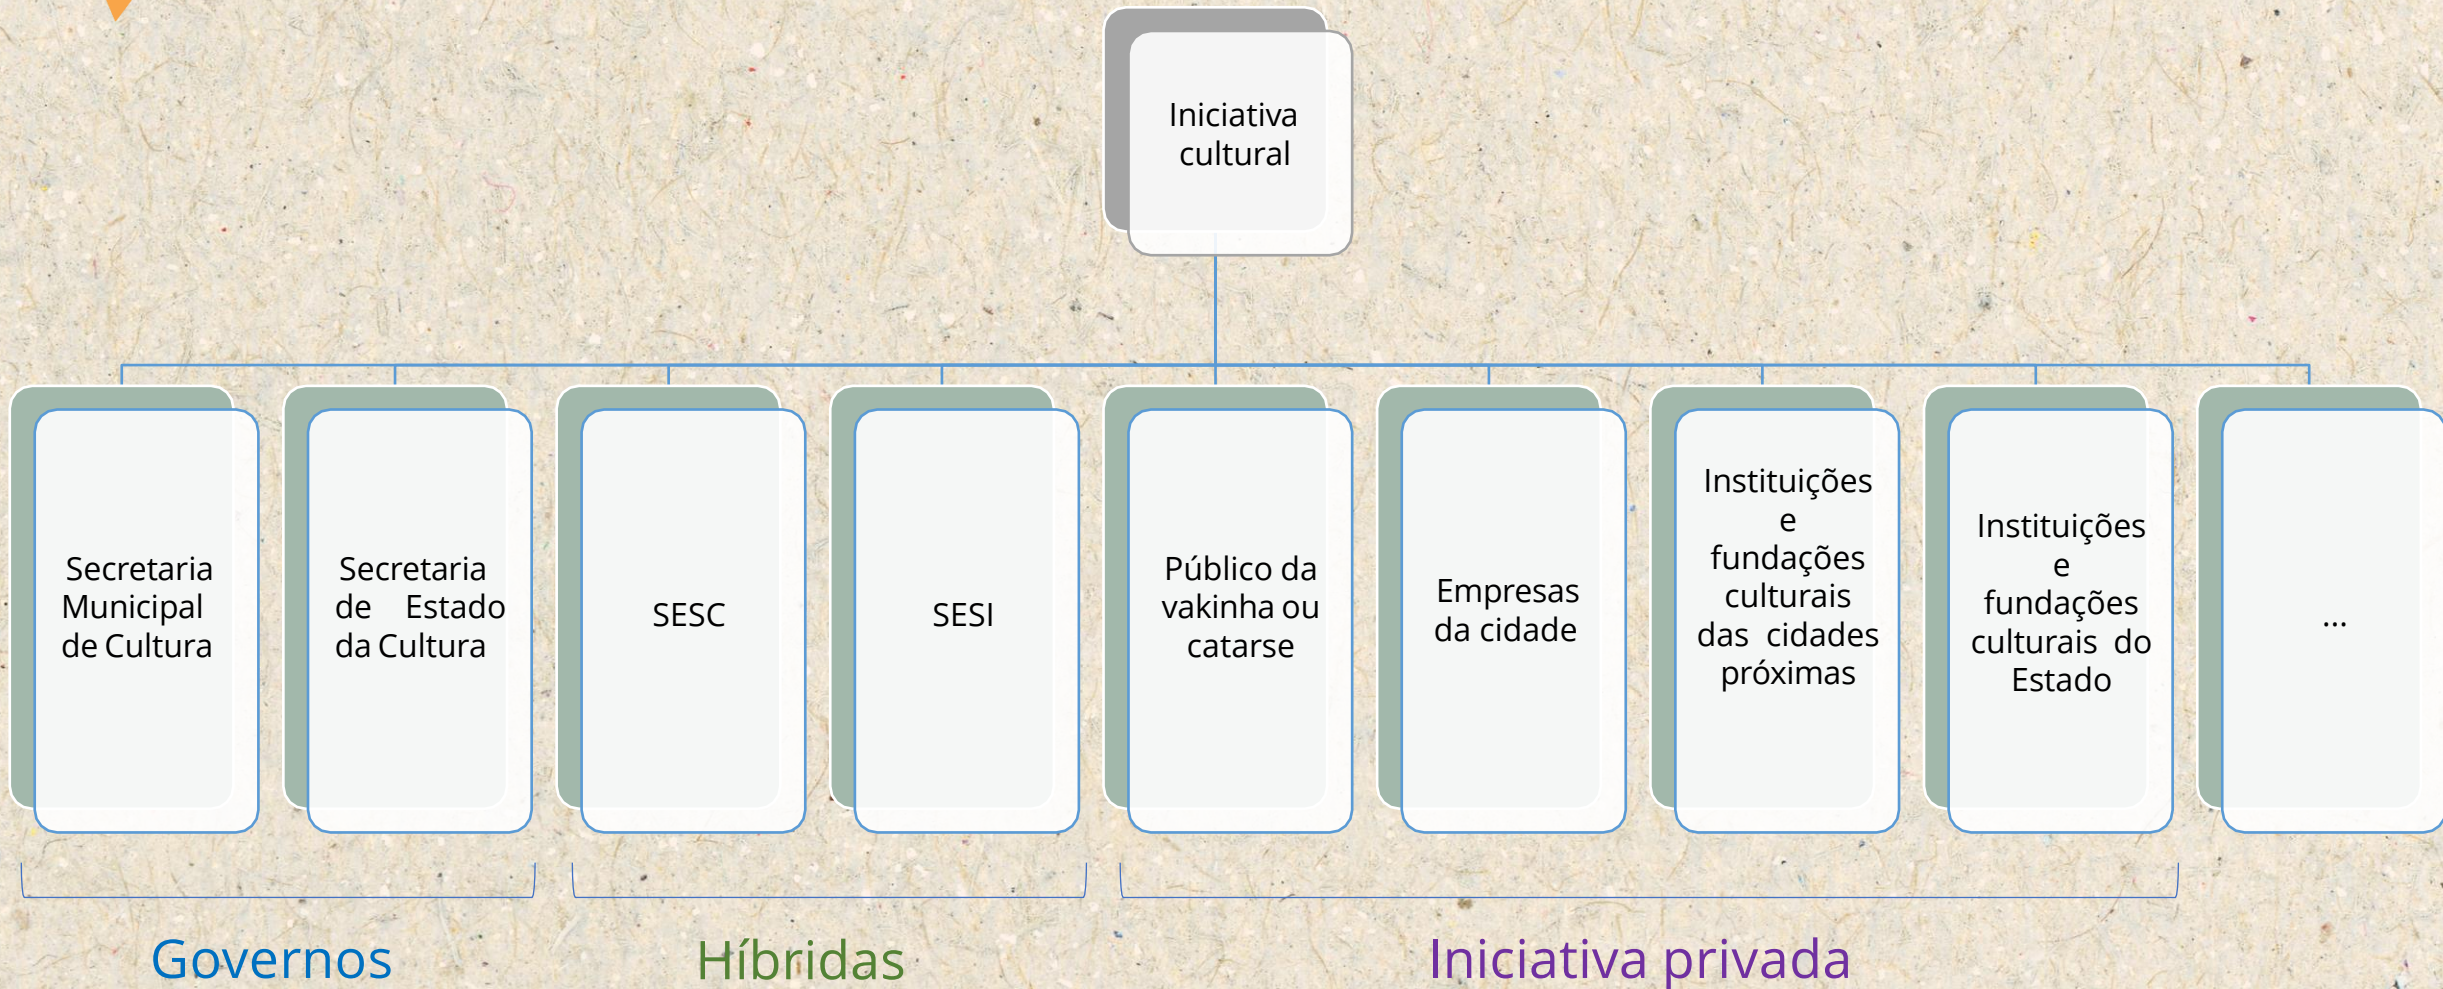 Iniciativa
cultural
Secretaria
Municipal
de Cultura
Secretaria
de Estado
da Cultura
SESC
SESI
Público da
vakinha ou
catarse
Empresas
da cidade
Instituições
e
fundações
culturais
das cidades
próximas
Instituições
e
fundações
culturais do
Estado
...
Governos
Híbridas
Iniciativa privada